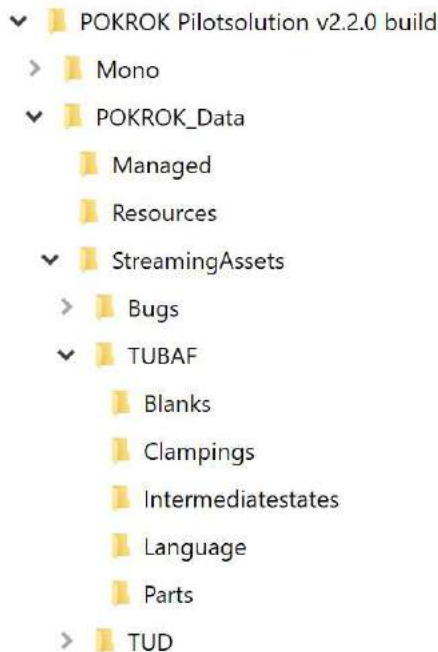 POKROK Pilotsolution v2.2.0 build
Mono
POKROK_Data
Managed
Resources
StreamingAssets
Bugs
TUBAF
Blanks
Clampings
Intermediatestates
Language
Parts
TUD